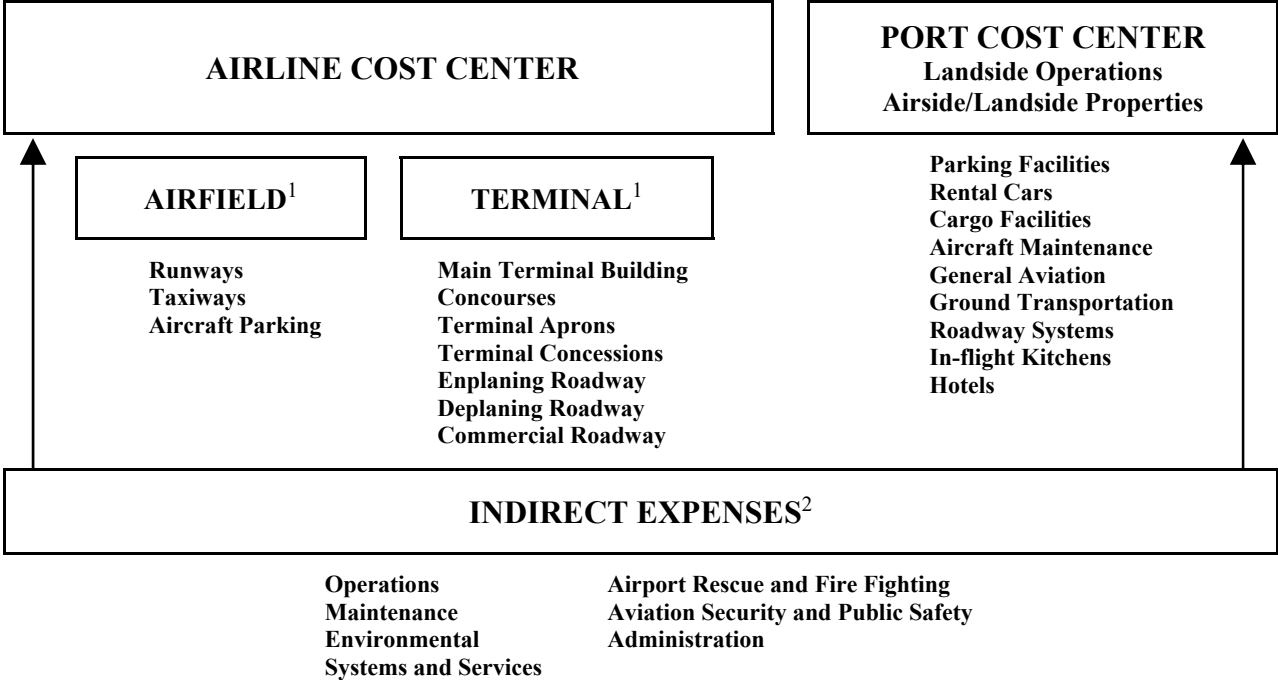 AIRLINE COST CENTER
PORT COST CENTER
Landside Operations
Airside/Landside Properties
AIRFIELD1
Runways
Taxiways
Aircraft Parking
TERMINAL1
Main Terminal Building
Concourses
Terminal Aprons
Terminal Concessions
Enplaning Roadway
Deplaning Roadway
Commercial Roadway
Parking Facilities
Rental Cars
Cargo Facilities
Aircraft Maintenance
General Aviation
Ground Transportation
Roadway Systems
In-flight Kitchens
Hotels
INDIRECT EXPENSES2
Operations
Maintenance
Environmental
Systems and Services
Airport Rescue and Fire Fighting
Aviation Security and Public Safety
Administration